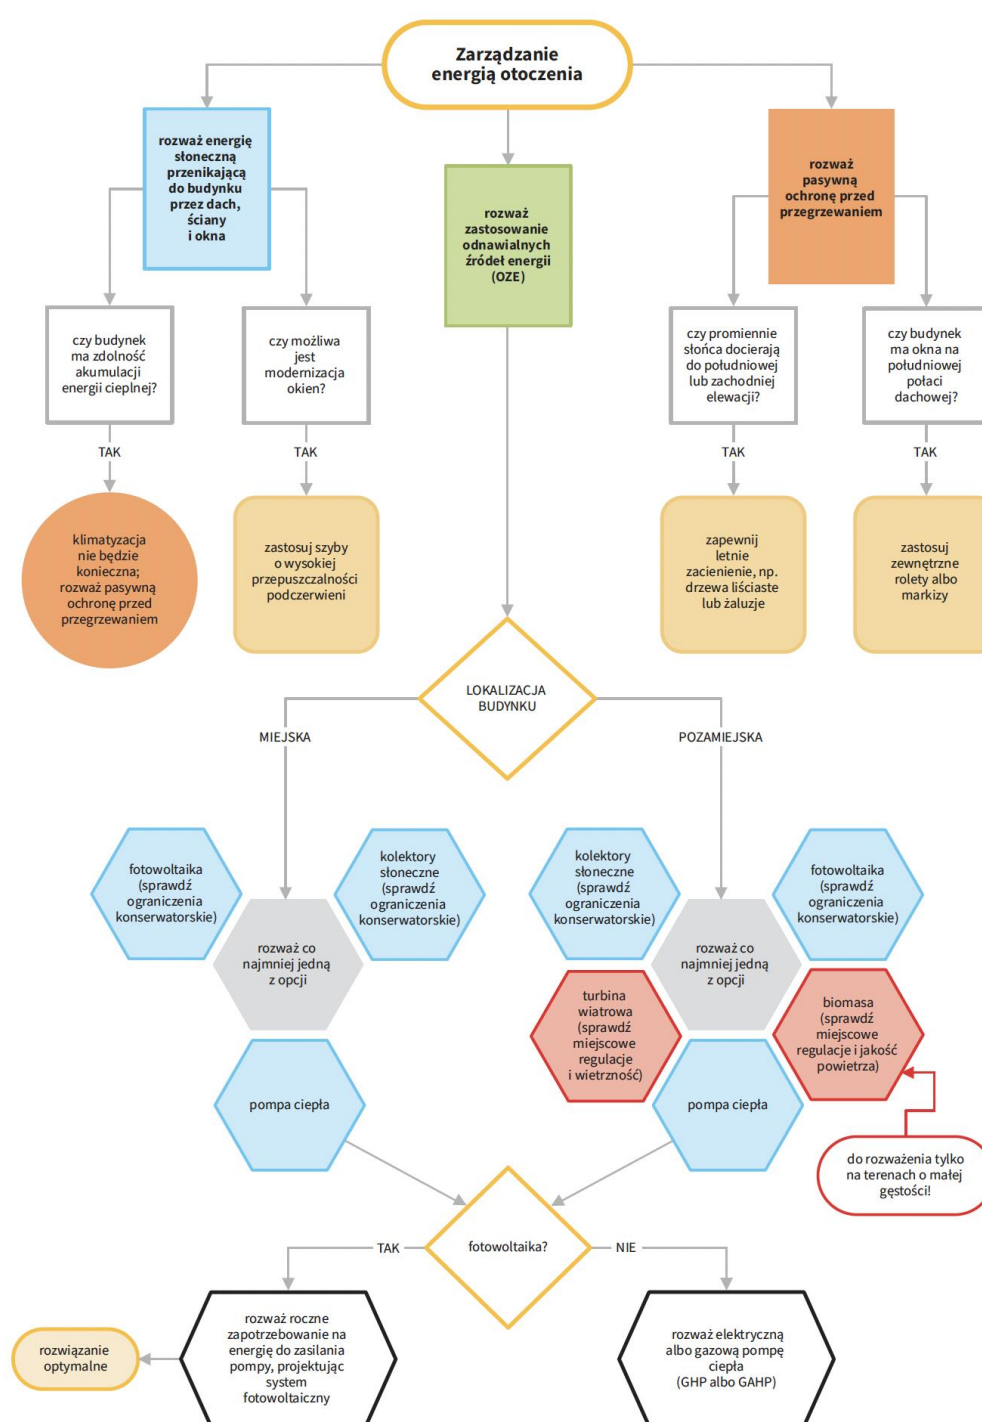 Zarządzanie
energią otoczenia
rozważ energię
słoneczną
przenikającą
do budynku
przez dach,
ściany
i okna
rozważ
zastosowanie
odnawialnych
źródeł energii
(OZE)
rozważ
pasywną
ochronę przed
przegrzewaniem
czy budynek
ma zdolność
akumulacji
energii cieplnej?
czy możliwa
jest
modernizacja
okien?
czy promiennie
słońca docierają
do południowej
lub zachodniej
elewacji?
czy budynek
ma okna na
południowej
połaci
dachowej?
TAK
TAK
TAK
TAK
klimatyzacja
nie będzie
konieczna;
rozważ pasywną
ochronę przed
przegrzewaniem
zastosuj szyby
o wysokiej
przepuszczalności
podczerwieni
zapewnij
letnie
zacienienie, np.
drzewa liściaste
lub żaluzje
zastosuj
zewnętrzne
rolety albo
markizy
LOKALIZACJA
BUDYNKU
MIEJSKA
POZAMIEJSKA
fotowoltaika
(sprawdź
ograniczenia
konserwatorskie)
kolektory
słoneczne
(sprawdź
ograniczenia
konserwatorskie)
rozważ co
najmniej jedną
z opcji
pompa ciepła
kolektory
słoneczne
(sprawdź
ograniczenia
konserwatorskie)
fotowoltaika
(sprawdź
ograniczenia
konserwatorskie)
rozważ co
najmniej jedną
z opcji
turbina
wiatrowa
(sprawdź
miejscowe
regulacje
i wietrzność)
biomasa
(sprawdź
miejscowe
regulacje i jakość
powietrza)
pompa ciepła
do rozważenia tylko
na terenach o małej
gęstości!
fotowoltaika?
TAK
NIE
rozważ roczne
zapotrzebowanie na
energię do zasilania
pompy, projektując
system
fotowoltaiczny
rozwiązanie
optymalne
rozważ elektryczną
albo gazową pompę
ciepła
(GHP albo GAHP)